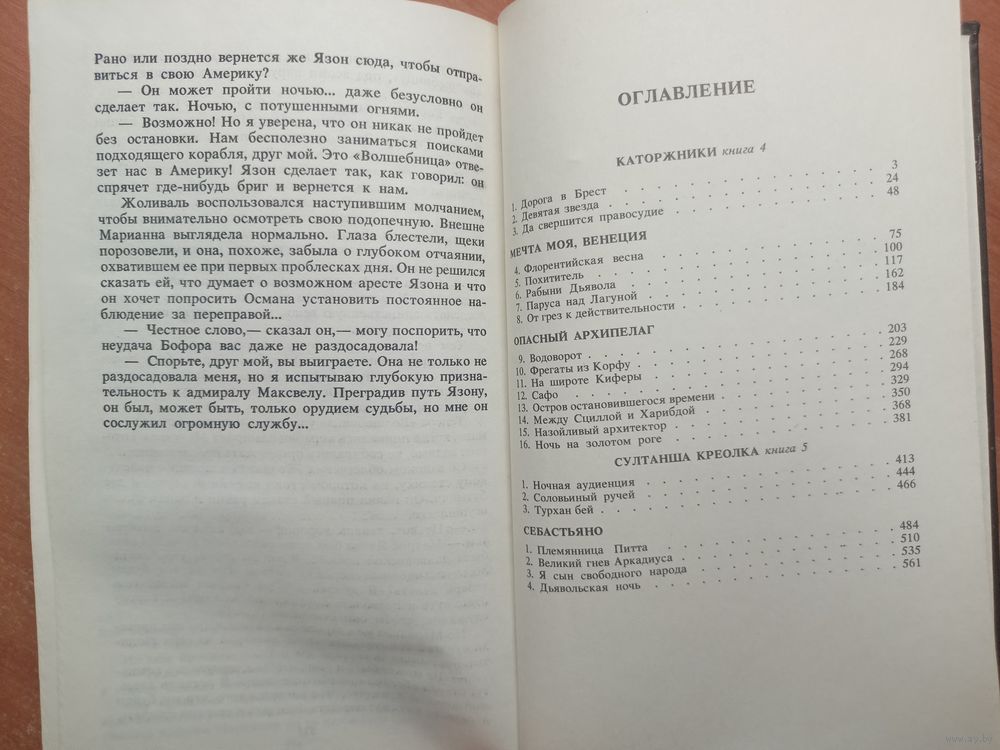 Рано или поздно вернется же Язон сюда, чтобы отпра-
виться в свою Америку?
— Он может пройти ночью... даже безусловно он
сделает так. Ночью, с потушенными огнями.
— Возможно! Но я уверена, что он никак не пройдет
без остановки. Нам бесполезно заниматься поисками
подходящего корабля, друг мой. Это «Волшебница» отве-
зет нас в Америку! Язон сделает так, как говорил: он
спрячет где-нибудь бриг и вернется к нам.
Жоливаль воспользовался наступившим молчанием,
чтобы внимательно осмотреть свою подопечную. Внешне
Марианна выглядела нормально. Глаза блестели, щеки
порозовели, и она, похоже, забыла о глубоком отчаянии,
охватившем ее при первых проблесках дня. Он не решился
сказать ей, что думает о возможном аресте Язона и что
он хочет попросить Османа установить постоянное на-
блюдение за переправой...
— Честное слово,— сказал он,— могу поспорить, что
неудача Бофора вас даже не раздосадовала!
— Спорьте, друг мой, вы выиграете. Она не только не
раздосадовала меня, но я испытываю глубокую призна-
тельность к адмиралу Максвелу. Преградив путь Язону,
он был, может быть, только орудием судьбы, но мне он
сослужил огромную службу...
ОГЛАВЛЕНИЕ
КАТОРЖНИКИ книга 4
1. Дорога в Брест . . . . . . . . . . 3
2. Девятая звезда . . . . . . . . . . 24
3. Да свершится правосудие . . . . . . . . 48
МЕЧТА МОЯ, ВЕНЕЦИЯ
4. Флорентийская весна . . . . . . . . . 75
5. Похититель . . . . . . . . . . . 100
6. Рабыни Дьявола . . . . . . . . . . 117
7. Паруса над Лагуной . . . . . . . . . 162
8. От грез к действительности . . . . . . . 184
ОПАСНЫЙ АРХИПЕЛАГ
9. Водоворот . . . . . . . . . . . 203
10. Фрегаты из Корфу . . . . . . . . . 229
11. На широте Киферы . . . . . . . . . 268
12. Сафо . . . . . . . . . . . . 294
13. Остров остановившегося времени . . . . . . 329
14. Между Сциллой и Харибдой . . . . . . . 350
15. Назойливый архитектор . . . . . . . . 368
16. Ночь на золотом роге . . . . . . . . 381
СУЛТАНША КРЕОЛКА книга 5
1. Ночная аудиенция . . . . . . . . . 413
2. Соловьиный ручей . . . . . . . . . 444
3. Турхан бей . . . . . . . . . . . 466
СЕБАСТЬЯНО
1. Племянница Питта . . . . . . . . . 484
2. Великий гнев Аркадиуса . . . . . . . . 510
3. Я сын свободного народа . . . . . . . . 535
4. Дьявольская ночь . . . . . . . . . 561
www.ay.by